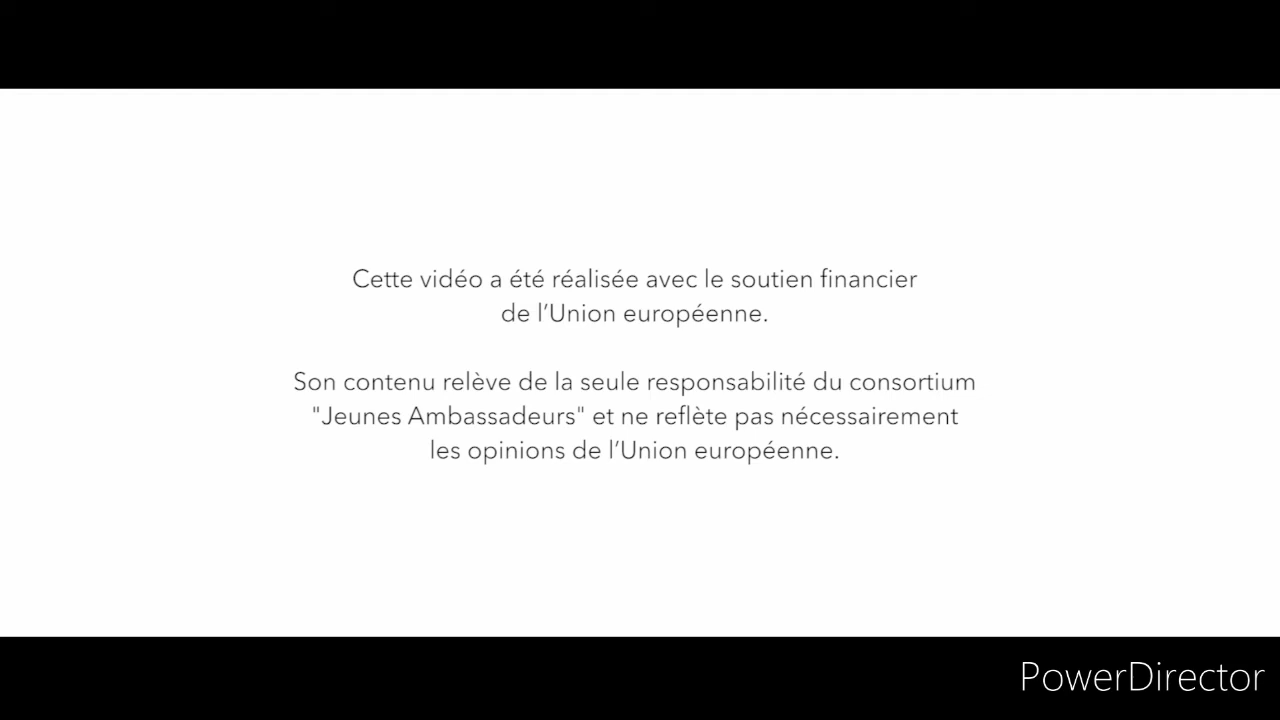 Cette vidéo a été réalisée avec le soutien financier
de l’Union européenne.
Son contenu relève de la seule responsabilité du consortium
"Jeunes Ambassadeurs" et ne reflète pas nécessairement
les opinions de l’Union européenne.
PowerDirector